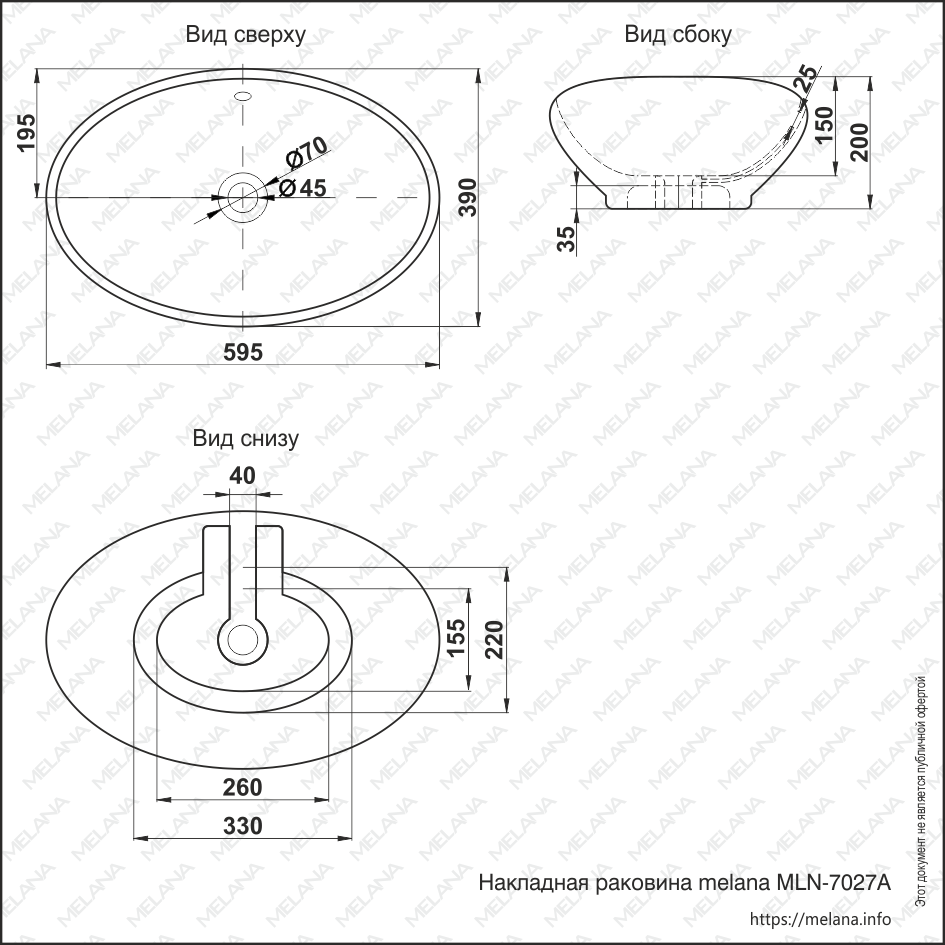 Вид сверху
195
Ø70
Ø45
390
595
Вид сбоку
25
150
200
35
Вид снизу
40
155
220
260
330
Накладная раковина melana MLN-7027A
https://melana.info
Этот документ не является публичной офертой
MELANA